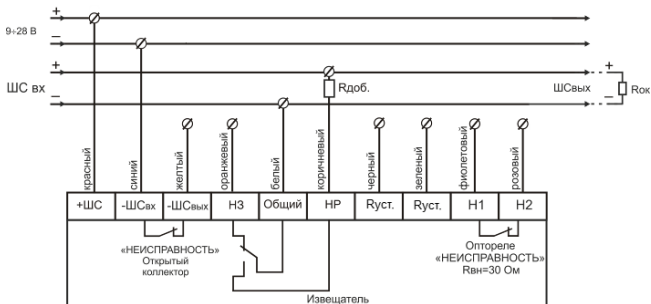 +
9÷28 В
–
+
ШС вх
–
Rдоб.
+
ШСвых
–
Rок
красный
синий
желтый
оранжевый
белый
коричневый
черный
зеленый
фиолетовый
розовый
+ШС
-ШСвх
-ШСвых
НЗ
Общий
НР
Rуст.
Rуст.
Н1
Н2
«НЕИСПРАВНОСТЬ»
Открытый
коллектор
Оптореле
«НЕИСПРАВНОСТЬ»
Rвн=30 Ом
Извещатель